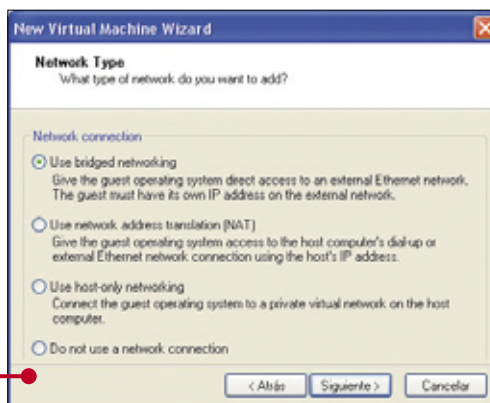 New Virtual Machine Wizard
Network Type
What type of network do you want to add?
Network connection
Use bridged networking
Give the guest operating system direct access to an external Ethernet network.
The guest must have its own IP address on the external network.
Use network address translation (NAT)
Give the guest operating system access to the host computer's dial-up or
external Ethernet network connection using the host's IP address.
Use host-only networking
Connect the guest operating system to a private virtual network on the host
computer.
Do not use a network connection
< Atrás Siguiente > Cancelar